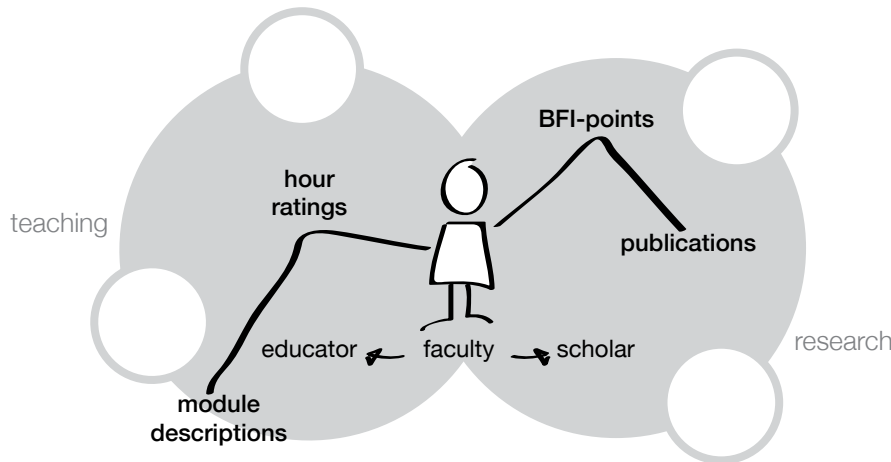 BFI-points
hour
ratings
teaching
publications
research
educator
faculty
scholar
module
descriptions